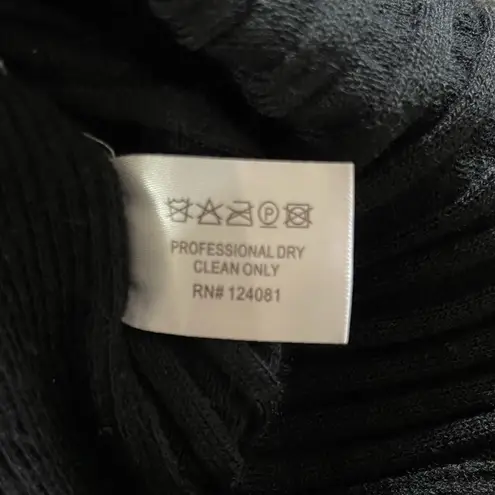 P
PROFESSIONAL DRY
CLEAN ONLY
RN# 124081